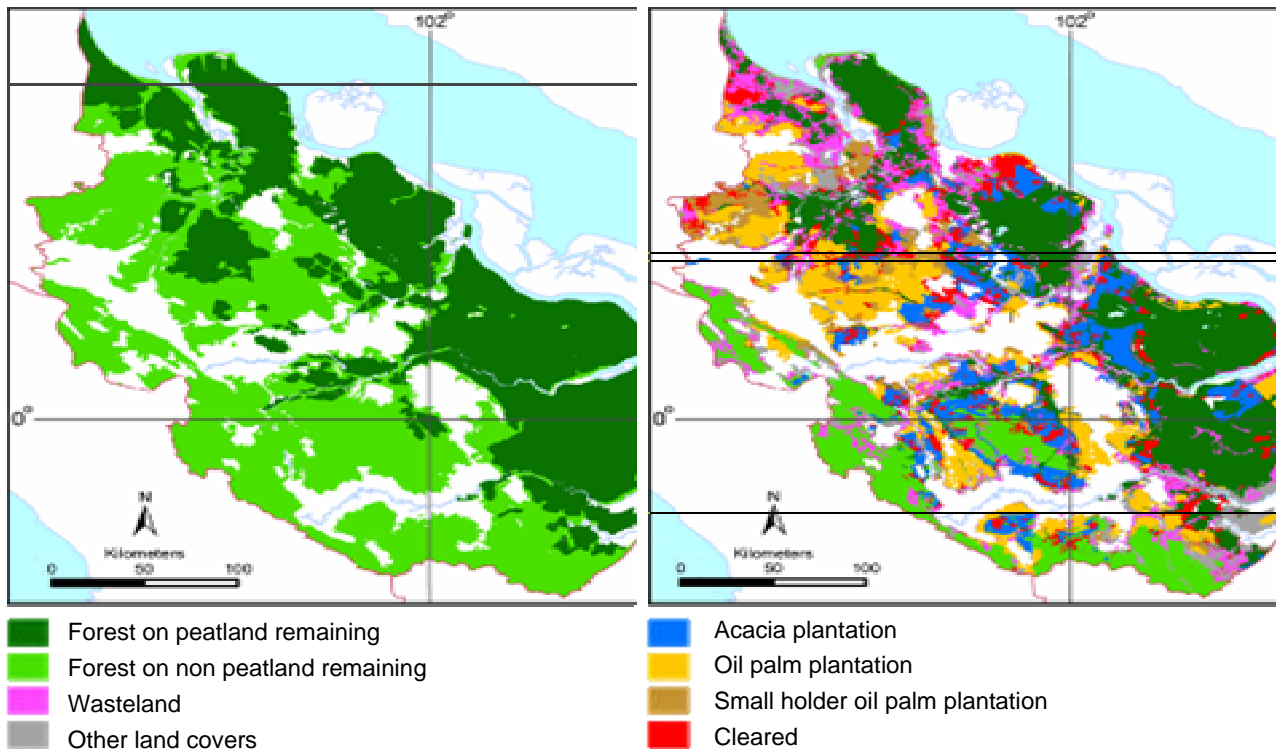 102°
102°
0°
0°
N
Kilometers
0 50 100
N
Kilometers
0 50 100
Forest on peatland remaining
Forest on non peatland remaining
Wasteland
Other land covers
Acacia plantation
Oil palm plantation
Small holder oil palm plantation
Cleared